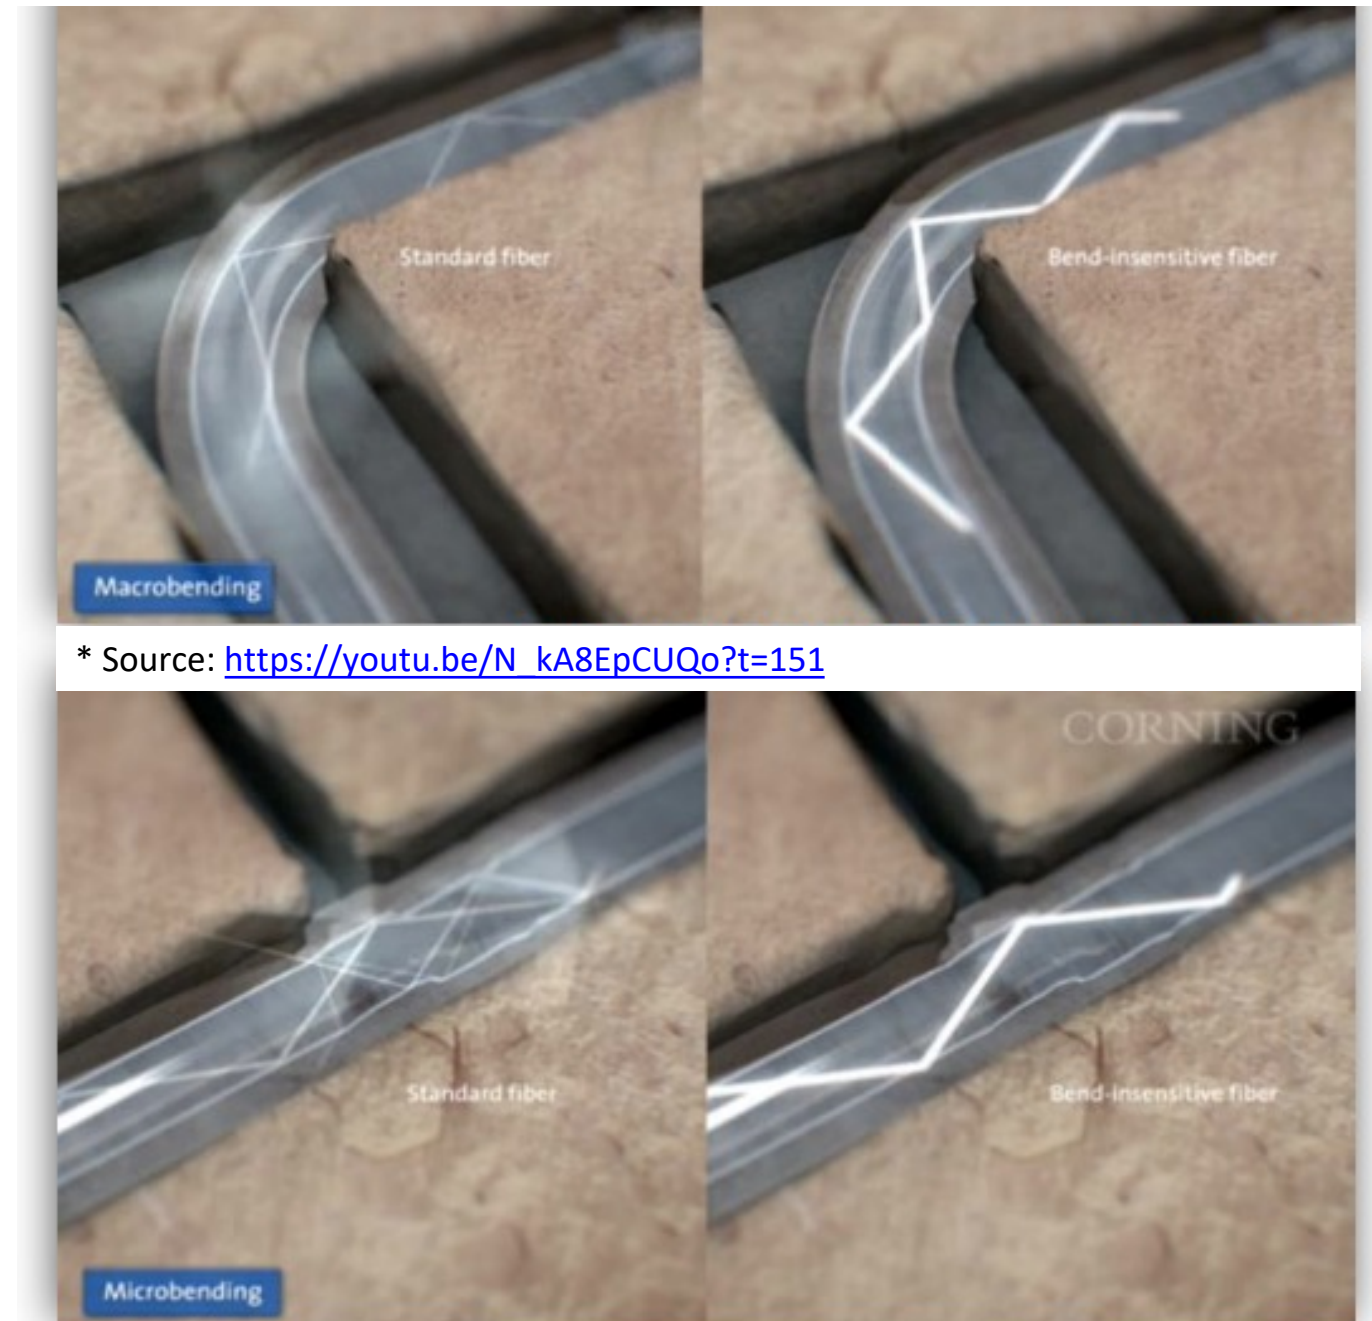 Standard fiber
Bend-insensitive fiber
Macrobending
* Source: https://youtu.be/N_kA8EpCUQo?t=151
CORNING
Standard fiber
Bend-insensitive fiber
Microbending